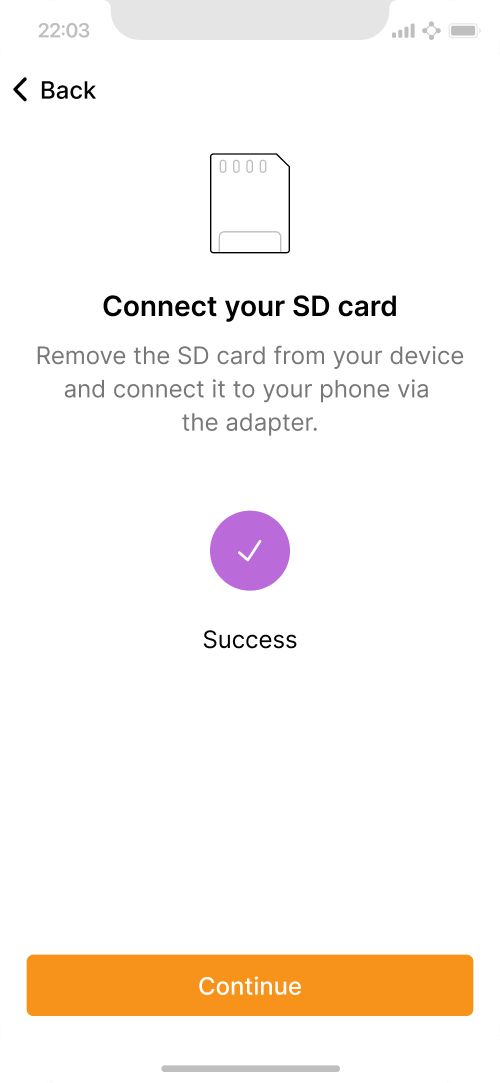 22:03
Back
Connect your SD card
Remove the SD card from your device
and connect it to your phone via
the adapter.
Success
Continue